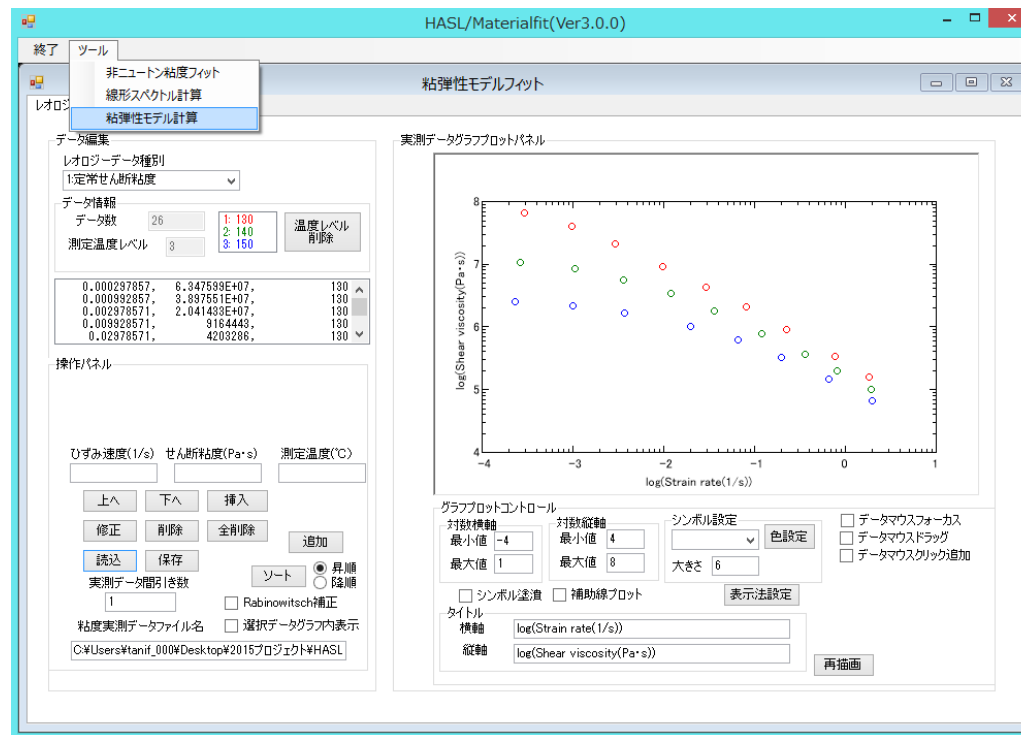 HASL/Materialfit(Ver3.0.0)
終了 ツール
非ニュートン粘度フィット
線形スペクトル計算
粘弾性モデル計算
粘弾性モデルフィット
データ編集
レオロジーデータ種別
1:定常せん断粘度
データ情報
データ数 26
測定温度レベル 3
1: 130
2: 140
3: 150
温度レベル
削除
0.000297857, 6.347599E+07, 130
0.000992857, 3.897551E+07, 130
0.002978571, 2.041433E+07, 130
0.009928571, 9164443, 130
0.02978571, 4203286, 130
操作パネル
ひずみ速度(1/s) せん断粘度(Pa・s) 測定温度(℃)
上へ 下へ 挿入
修正 削除 全削除
追加
読込 保存
ソート 昇順
降順
実測データ間引き数
1
Rabinowitsch補正
粘度実測データファイル名 選択データグラフ内表示
C:¥Users¥tanif_000¥Desktop¥2015プロジェクト¥HASL
実測データグラフプロットパネル
8
7
6
5
4
log(Shear viscosity(Pa・s))
-4 -3 -2 -1 0 1
log(Strain rate(1/s))
グラフプロットコントロール
対数横軸
最小値 -4
最大値 1
対数縦軸
最小値 4
最大値 8
シンボル設定
色設定
大きさ 6
データマウスフォーカス
データマウスドラッグ
データマウスクリック追加
シンボル塗潰 補助線プロット 表示法設定
タイトル
横軸 log(Strain rate(1/s))
縦軸 log(Shear viscosity(Pa・s))
再描画